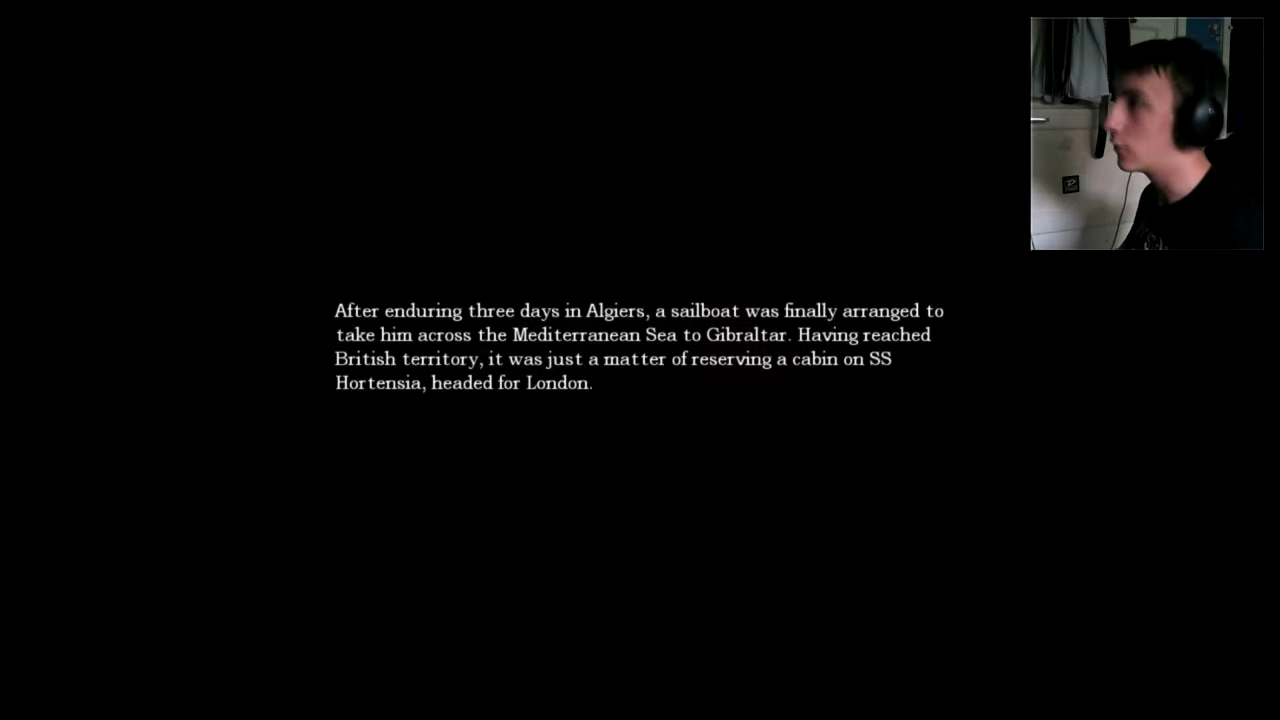 After enduring three days in Algiers, a sailboat was finally arranged to
take him across the Mediterranean Sea to Gibraltar. Having reached
British territory, it was just a matter of reserving a cabin on SS
Hortensia, headed for London.